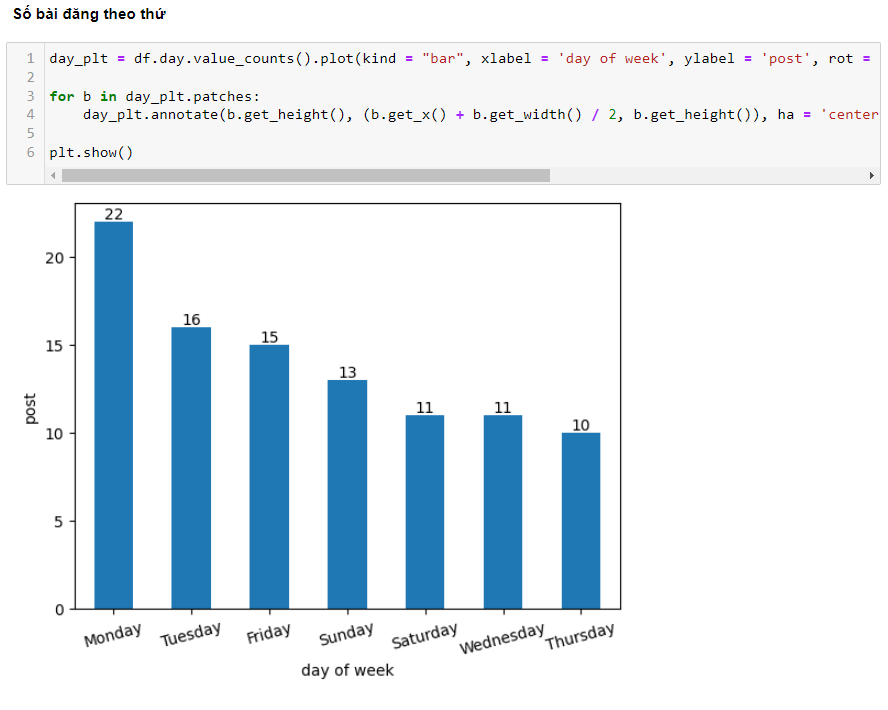 Số bài đăng theo thứ
1 day_plt = df.day.value_counts().plot(kind = "bar", xlabel = 'day of week', ylabel = 'post', rot =
2
3 for b in day_plt.patches:
4     day_plt.annotate(b.get_height(), (b.get_x() + b.get_width() / 2, b.get_height()), ha = 'center
5
6 plt.show()
22
20
16
15
15
13
11 11
10
10
5
0
post
Monday Tuesday Friday Sunday Saturday Wednesday Thursday
day of week